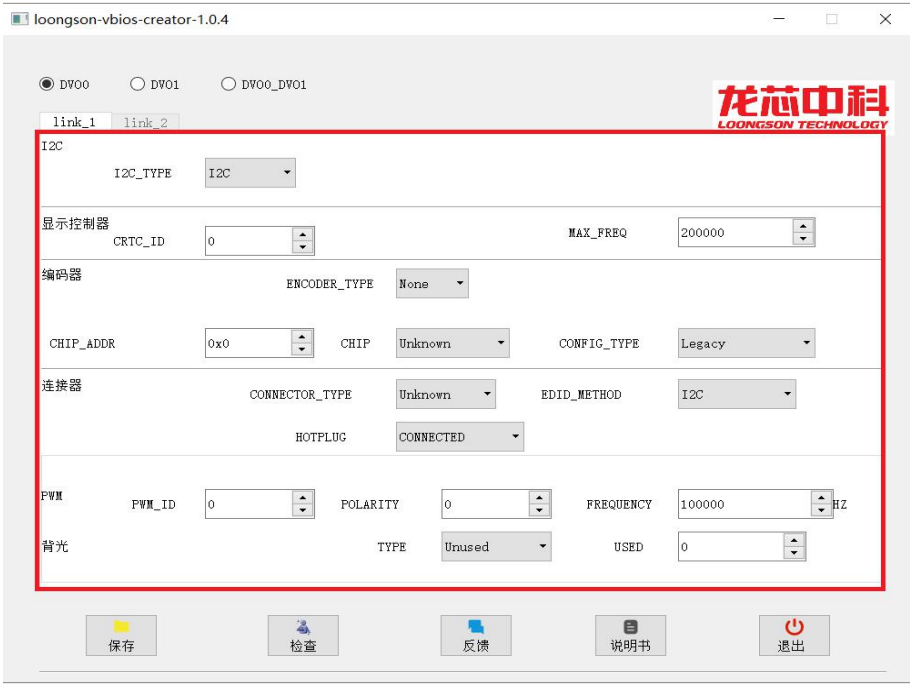 loongson-vbios-creator-1.0.4
DVO0 DVO1 DVO0_DVO1
龙芯中科
LOONGSON TECHNOLOGY
link_1 link_2
I2C
I2C_TYPE I2C
显示控制器
CRTC_ID 0 MAX_FREQ 200000
编码器
ENCODER_TYPE None
CHIP_ADDR 0x0 CHIP Unknown CONFIG_TYPE Legacy
连接器
CONNECTOR_TYPE Unknown EDID_METHOD I2C
HOTPLUG CONNECTED
PWM
PWM_ID 0 POLARITY 0 FREQUENCY 100000 HZ
背光 TYPE Unused USED 0
保存 检查 反馈 说明书 退出